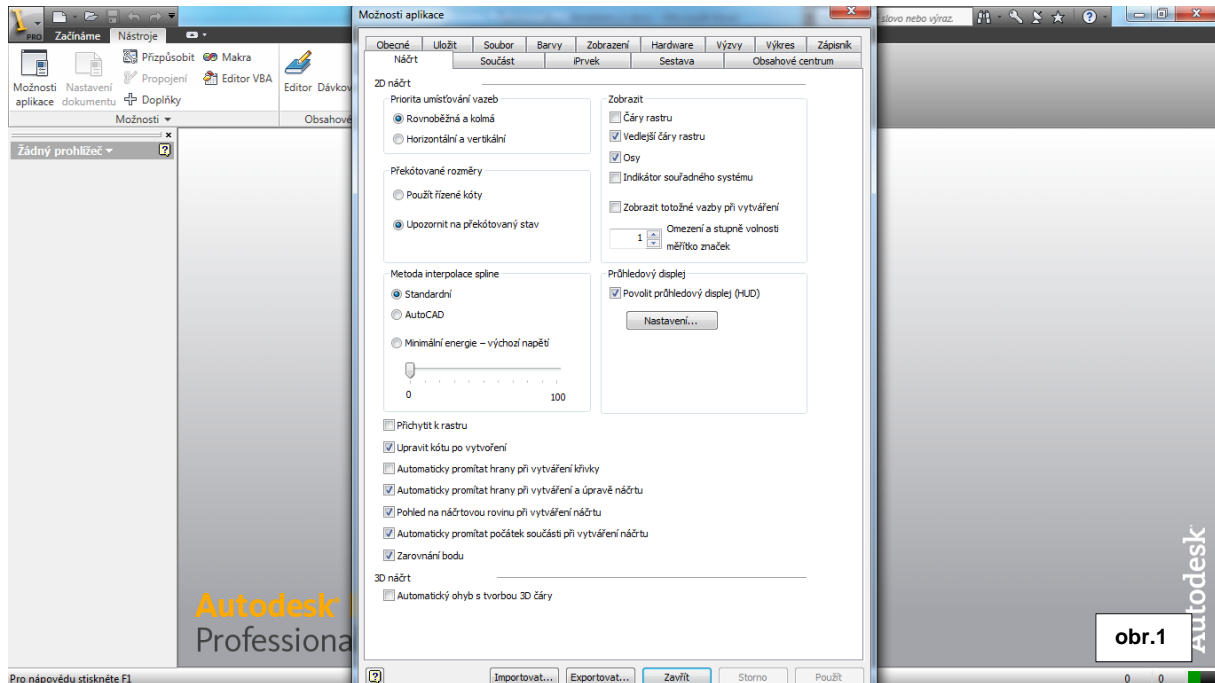 Možnosti aplikace
slovo nebo výraz.
PRO
Začínáme
Nástroje
Možnosti aplikace
Nastavení dokumentu
Přizpůsobit
Makra
Propojení
Editor VBA
Doplňky
Editor
Možnosti
Obsahové
Žádný prohlížeč
Obecné Uložit Soubor Barvy Zobrazení Hardware Výzvy Výkres Zápisník
Náčrt Součást iPrvek Sestava Obsahové centrum
2D náčrt
Priorita umísťování vazeb
Rovnoběžná a kolmá
Horizontální a vertikální
Překótované rozměry
Použít řízené kóty
Upozornit na překótovaný stav
Zobrazit
Čáry rastru
Vedlejší čáry rastru
Osy
Indikátor souřadného systému
Zobrazit totožné vazby při vytváření
1
Omezení a stupně volnosti
měřítko značek
Metoda interpolace spline
Standardní
AutoCAD
Minimální energie – výchozí napětí
0 100
Průhledový displej
Povolit průhledový displej (HUD)
Nastavení...
Přichytit k rastru
Upravit kótu po vytvoření
Automaticky promítat hrany při vytváření křivky
Automaticky promítat hrany při vytváření a úpravě náčrtu
Pohled na náčrtovou rovinu při vytváření náčrtu
Automaticky promítat počátek součásti při vytváření náčrtu
Zarovnání bodu
3D náčrt
Automatický ohyb s tvorbou 3D čáry
Importovat... Exportovat... Zavřít Storno Použít
Autodesk
Professiona
Autodesk
obr.1
Pro nápovědu stiskněte F1
0 0